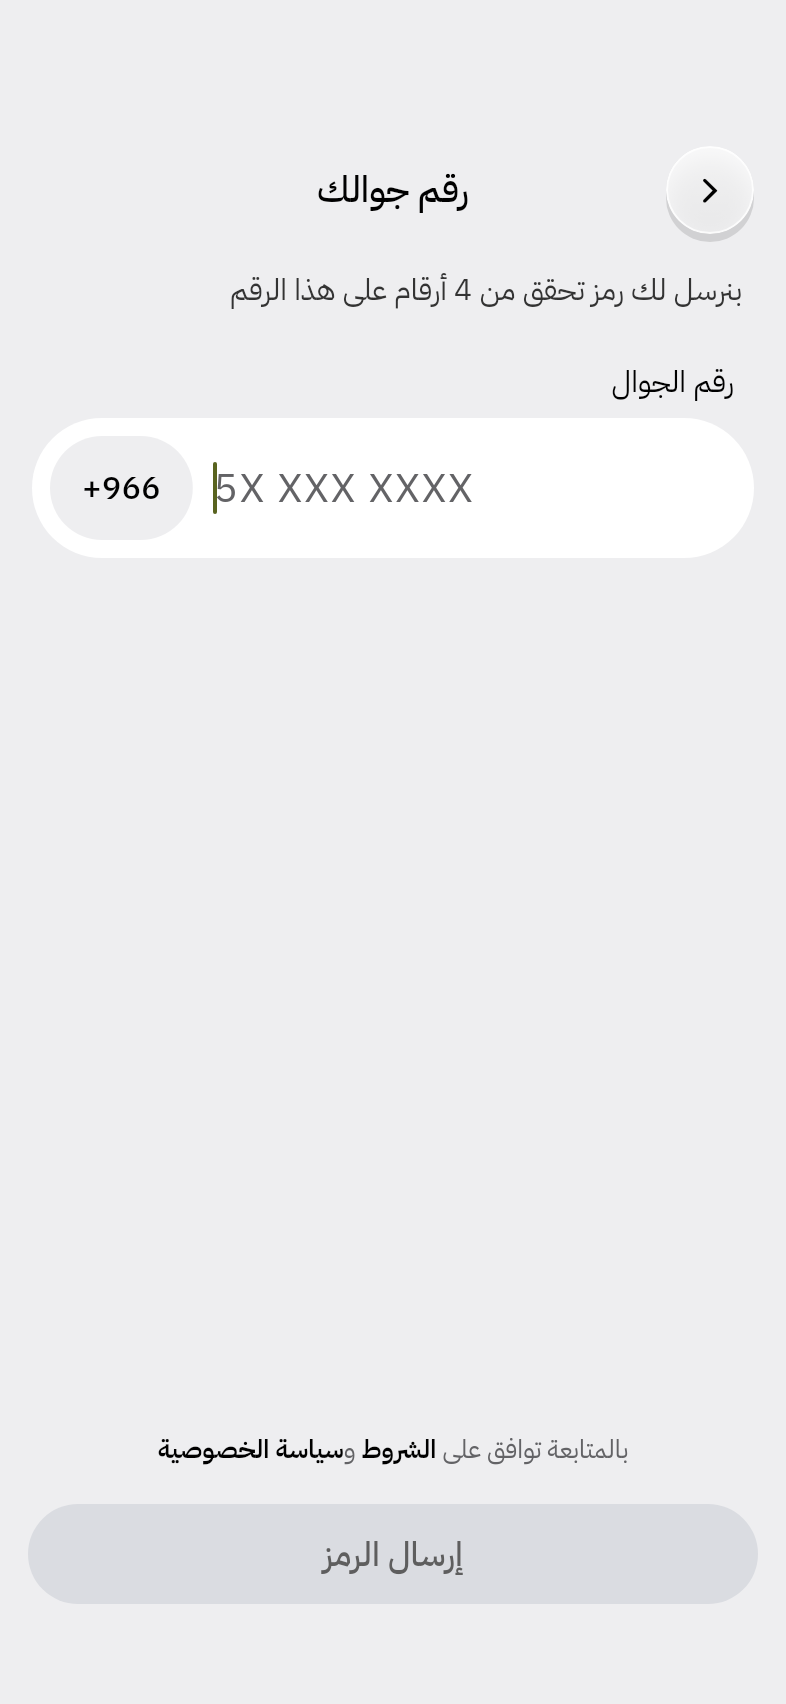 رقم جوالك
بنرسل لك رمز تحقق من 4 أرقام على هذا الرقم
رقم الجوال
+966 5X XXX XXXX
بالمتابعة توافق على الشروط وسياسة الخصوصية
إرسال الرمز